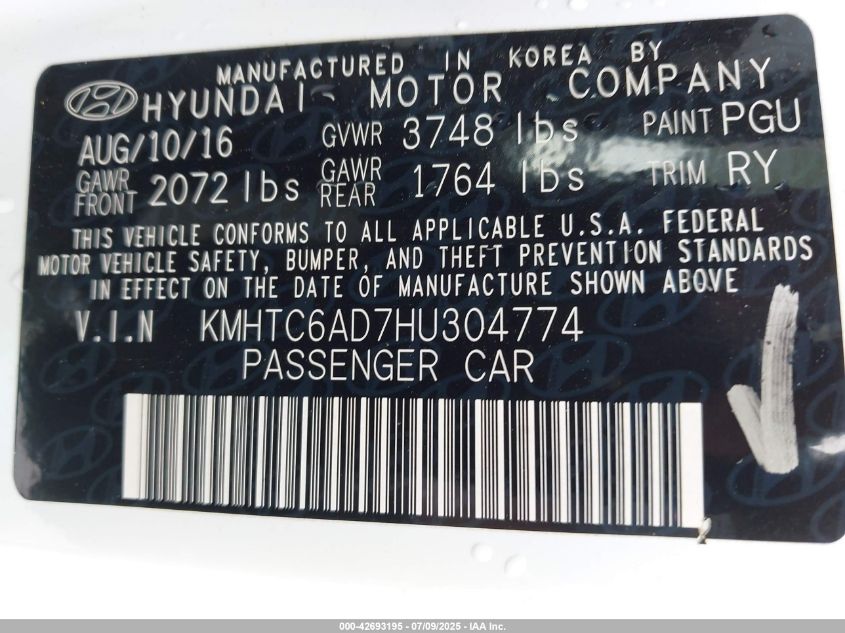 MANUFACTURED IN KOREA BY
HYUNDAI MOTOR COMPANY
AUG/10/16 GVWR 3748 lbs PAINT PGU
GAWR FRONT 2072 lbs GAWR REAR 1764 lbs TRIM RY
THIS VEHICLE CONFORMS TO ALL APPLICABLE U.S.A. FEDERAL
MOTOR VEHICLE SAFETY, BUMPER, AND THEFT PREVENTION STANDARDS
IN EFFECT ON THE DATE OF MANUFACTURE SHOWN ABOVE
V.I.N KMHTC6AD7HU304774
PASSENGER CAR
000-42693195 - 07/09/2025 - IAA Inc.